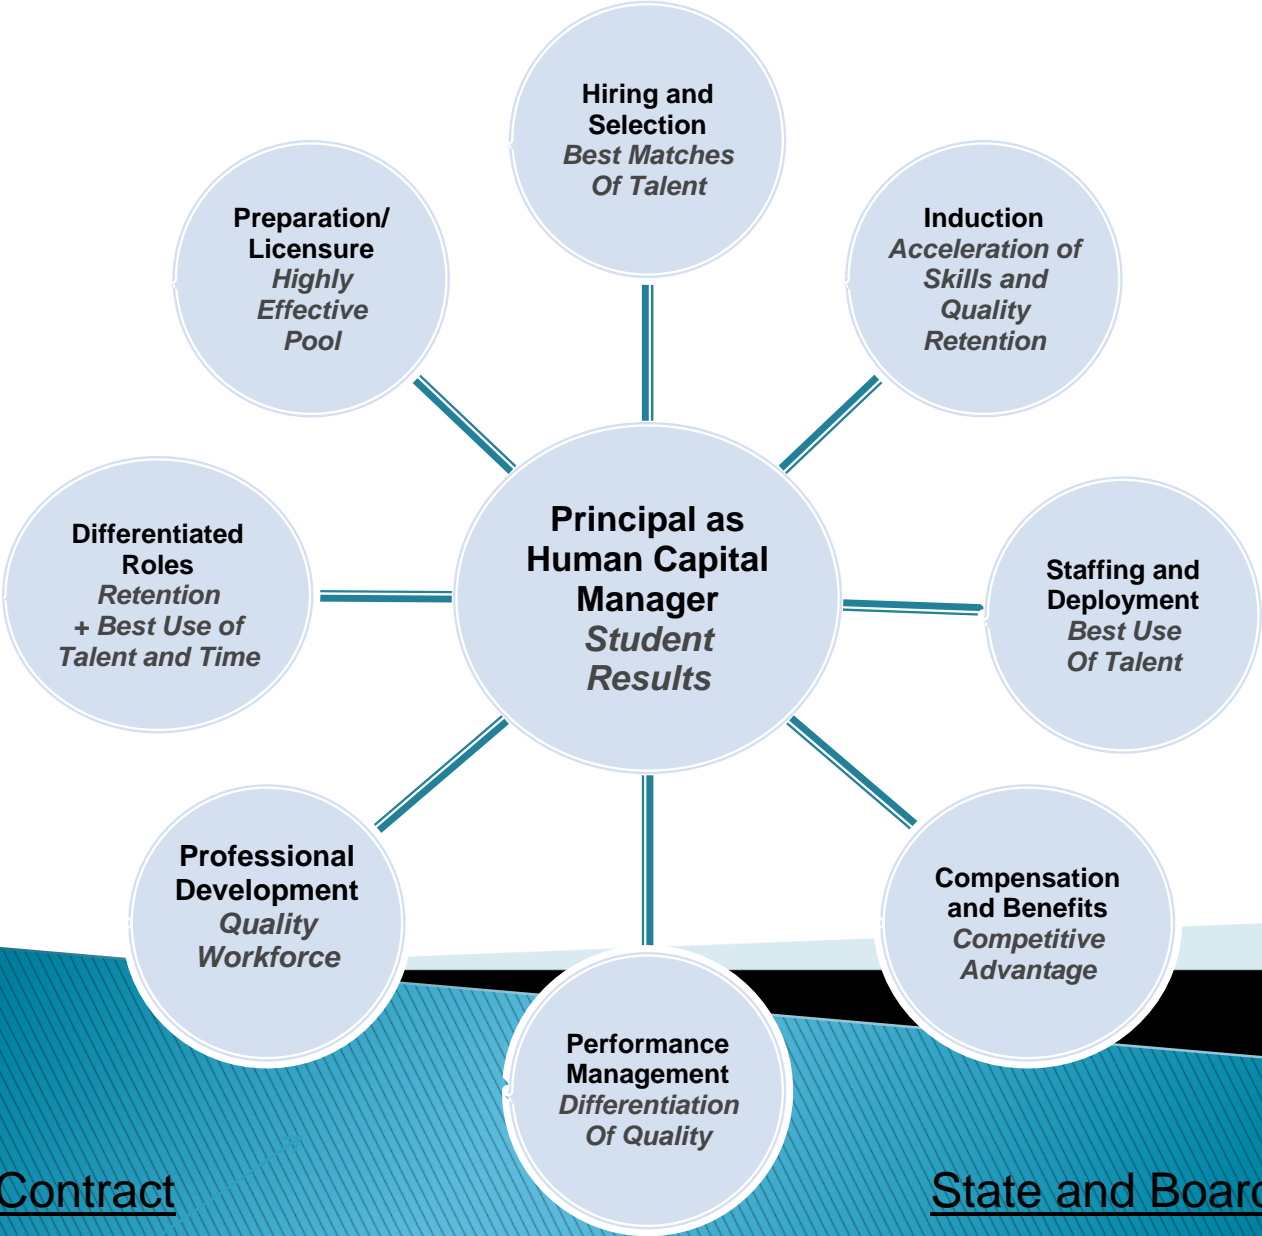 Hiring and
Selection
Best Matches
Of Talent
Preparation/
Licensure
Highly
Effective
Pool
Induction
Acceleration of
Skills and
Quality
Retention
Differentiated
Roles
Retention
+ Best Use of
Talent and Time
Principal as
Human Capital
Manager
Student
Results
Staffing and
Deployment
Best Use
Of Talent
Professional
Development
Quality
Workforce
Compensation
and Benefits
Competitive
Advantage
Performance
Management
Differentiation
Of Quality
Contract
State and Board